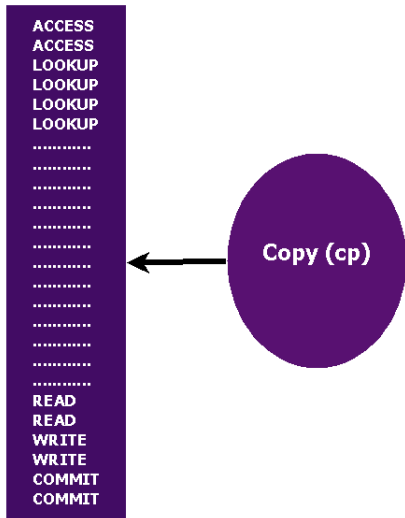 ACCESS
ACCESS
LOOKUP
LOOKUP
LOOKUP
LOOKUP
............
............
............
............
............
............
............
............
............
............
............
............
............
READ
READ
WRITE
WRITE
COMMIT
COMMIT
Copy (cp)